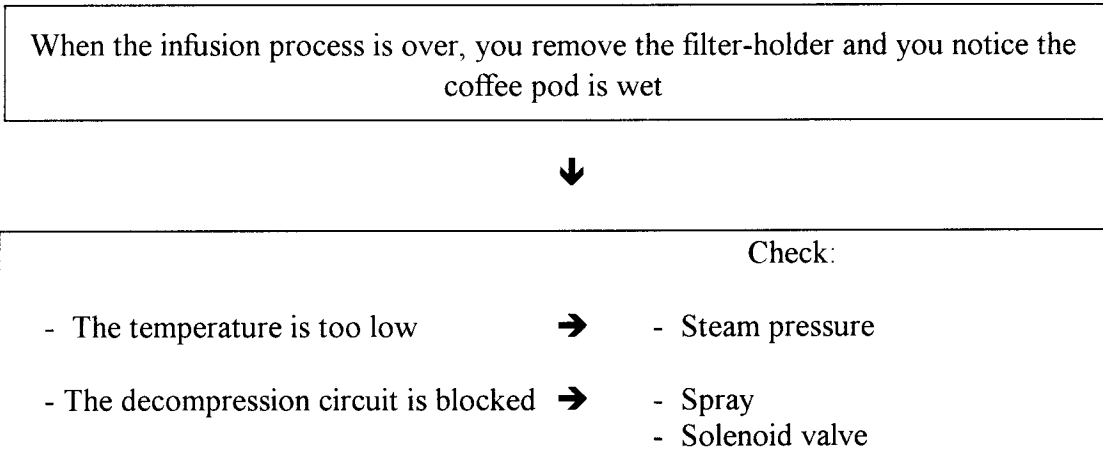 When the infusion process is over, you remove the filter-holder and you notice the
coffee pod is wet
🡻
Check:
- The temperature is too low ➔ - Steam pressure
- The decompression circuit is blocked ➔ - Spray
- Solenoid valve